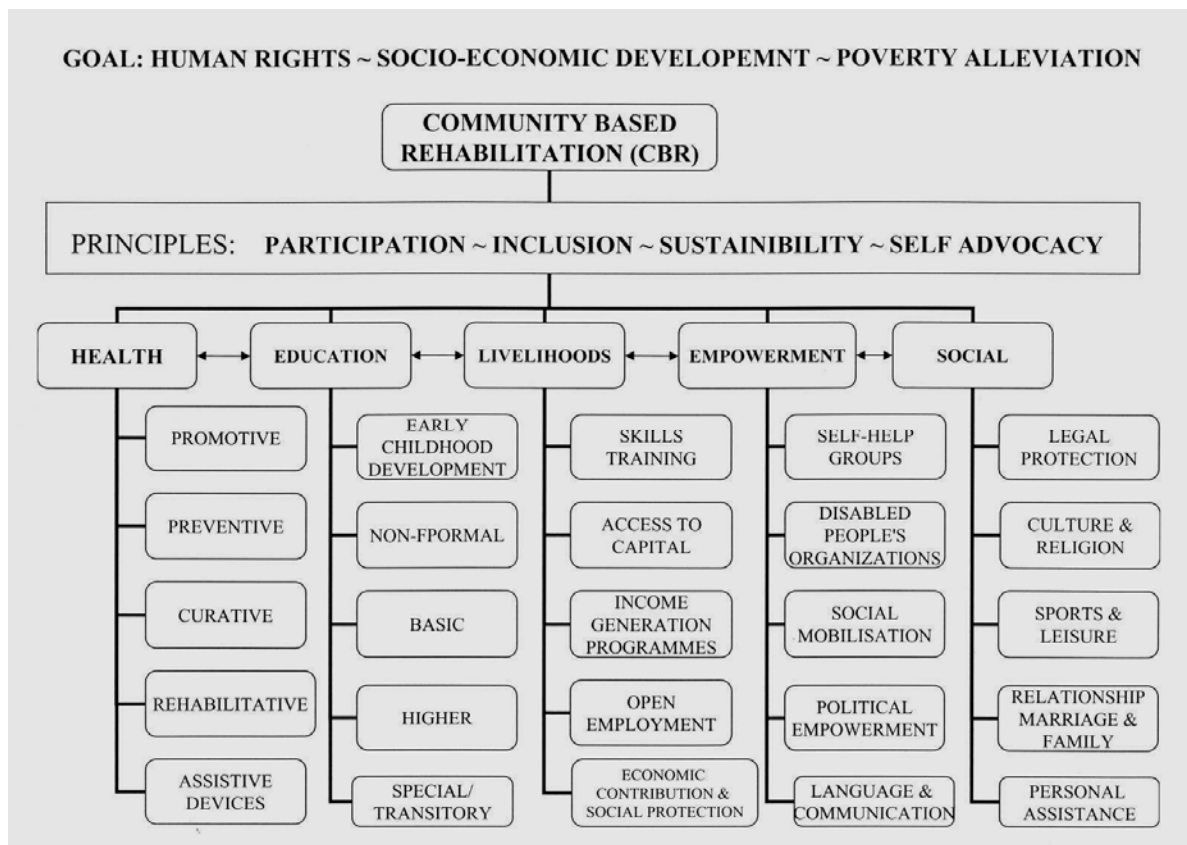 GOAL: HUMAN RIGHTS ~ SOCIO-ECONOMIC DEVELOPEMNT ~ POVERTY ALLEVIATION
COMMUNITY BASED
REHABILITATION (CBR)
PRINCIPLES: PARTICIPATION ~ INCLUSION ~ SUSTAINIBILITY ~ SELF ADVOCACY
HEALTH
EDUCATION
LIVELIHOODS
EMPOWERMENT
SOCIAL
PROMOTIVE
PREVENTIVE
CURATIVE
REHABILITATIVE
ASSISTIVE
DEVICES
EARLY
CHILDHOOD
DEVELOPMENT
NON-FPORMAL
BASIC
HIGHER
SPECIAL/
TRANSITORY
SKILLS
TRAINING
ACCESS TO
CAPITAL
INCOME
GENERATION
PROGRAMMES
OPEN
EMPLOYMENT
ECONOMIC
CONTRIBUTION &
SOCIAL PROTECTION
SELF-HELP
GROUPS
DISABLED
PEOPLE'S
ORGANIZATIONS
SOCIAL
MOBILISATION
POLITICAL
EMPOWERMENT
LANGUAGE &
COMMUNICATION
LEGAL
PROTECTION
CULTURE &
RELIGION
SPORTS &
LEISURE
RELATIONSHIP
MARRIAGE &
FAMILY
PERSONAL
ASSISTANCE